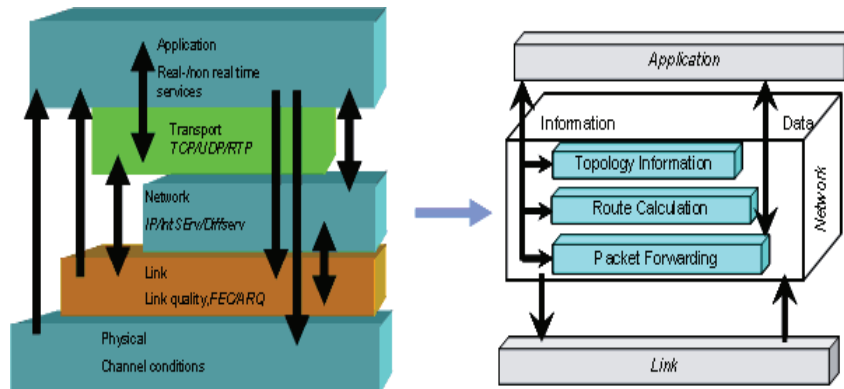 Application
Real-/non real time
services
Transport
TCP/UDP/RTP
Network
IP/IntSErv/Diffserv
Link
Link quality,FEC/ARQ
Physical
Channel conditions
Application
Information
Data
Topology Information
Route Calculation
Packet Forwarding
Network
Link